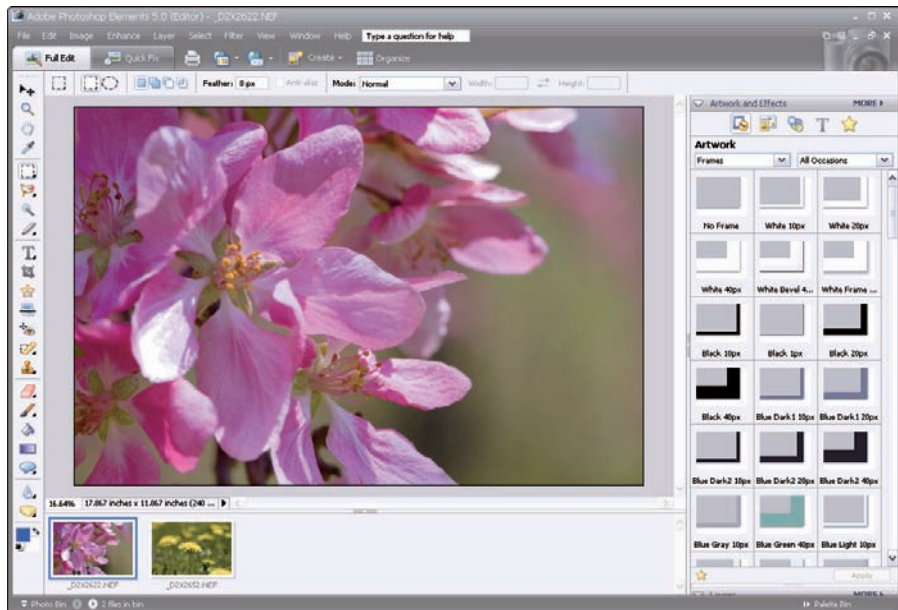 Adobe Photoshop Elements 5.0 (Editor) - _D2X2622.NEF
File Edit Image Enhance Layer Select Filter View Window Help Type a question for help
Full Edit Quick Fix Create Organize
Feather: 0 px Anti-alias Mode: Normal Width: Height:
Artwork and Effects MORE
T
Artwork
Frames All Occasions
No Frame White 10px White 20px
White 40px White Bevel 4... White Frame ...
Black 10px Black 1px Black 20px
Black 40px Blue Dark1 10px Blue Dark1 20px
Blue Dark2 10px Blue Dark2 20px Blue Dark2 40px
Blue Gray 10px Blue Green 40px Blue Light 10px
T
16.64% 17.867 inches x 11.867 inches (240 ...
_D2X2622.NEF _D2X2652.NEF
Apply
Layers MORE
Photo Bin 2 files in bin Palette Bin